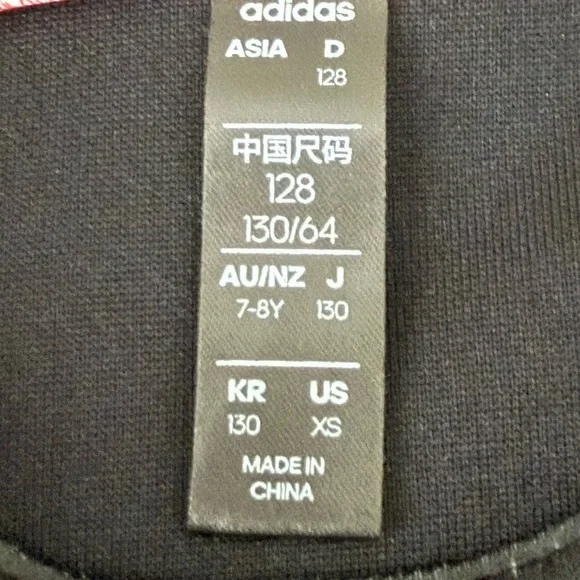 adidas
ASIA D
128
中国尺码
128
130/64
AU/NZ J
7-8Y 130
KR US
130 XS
MADE IN
CHINA